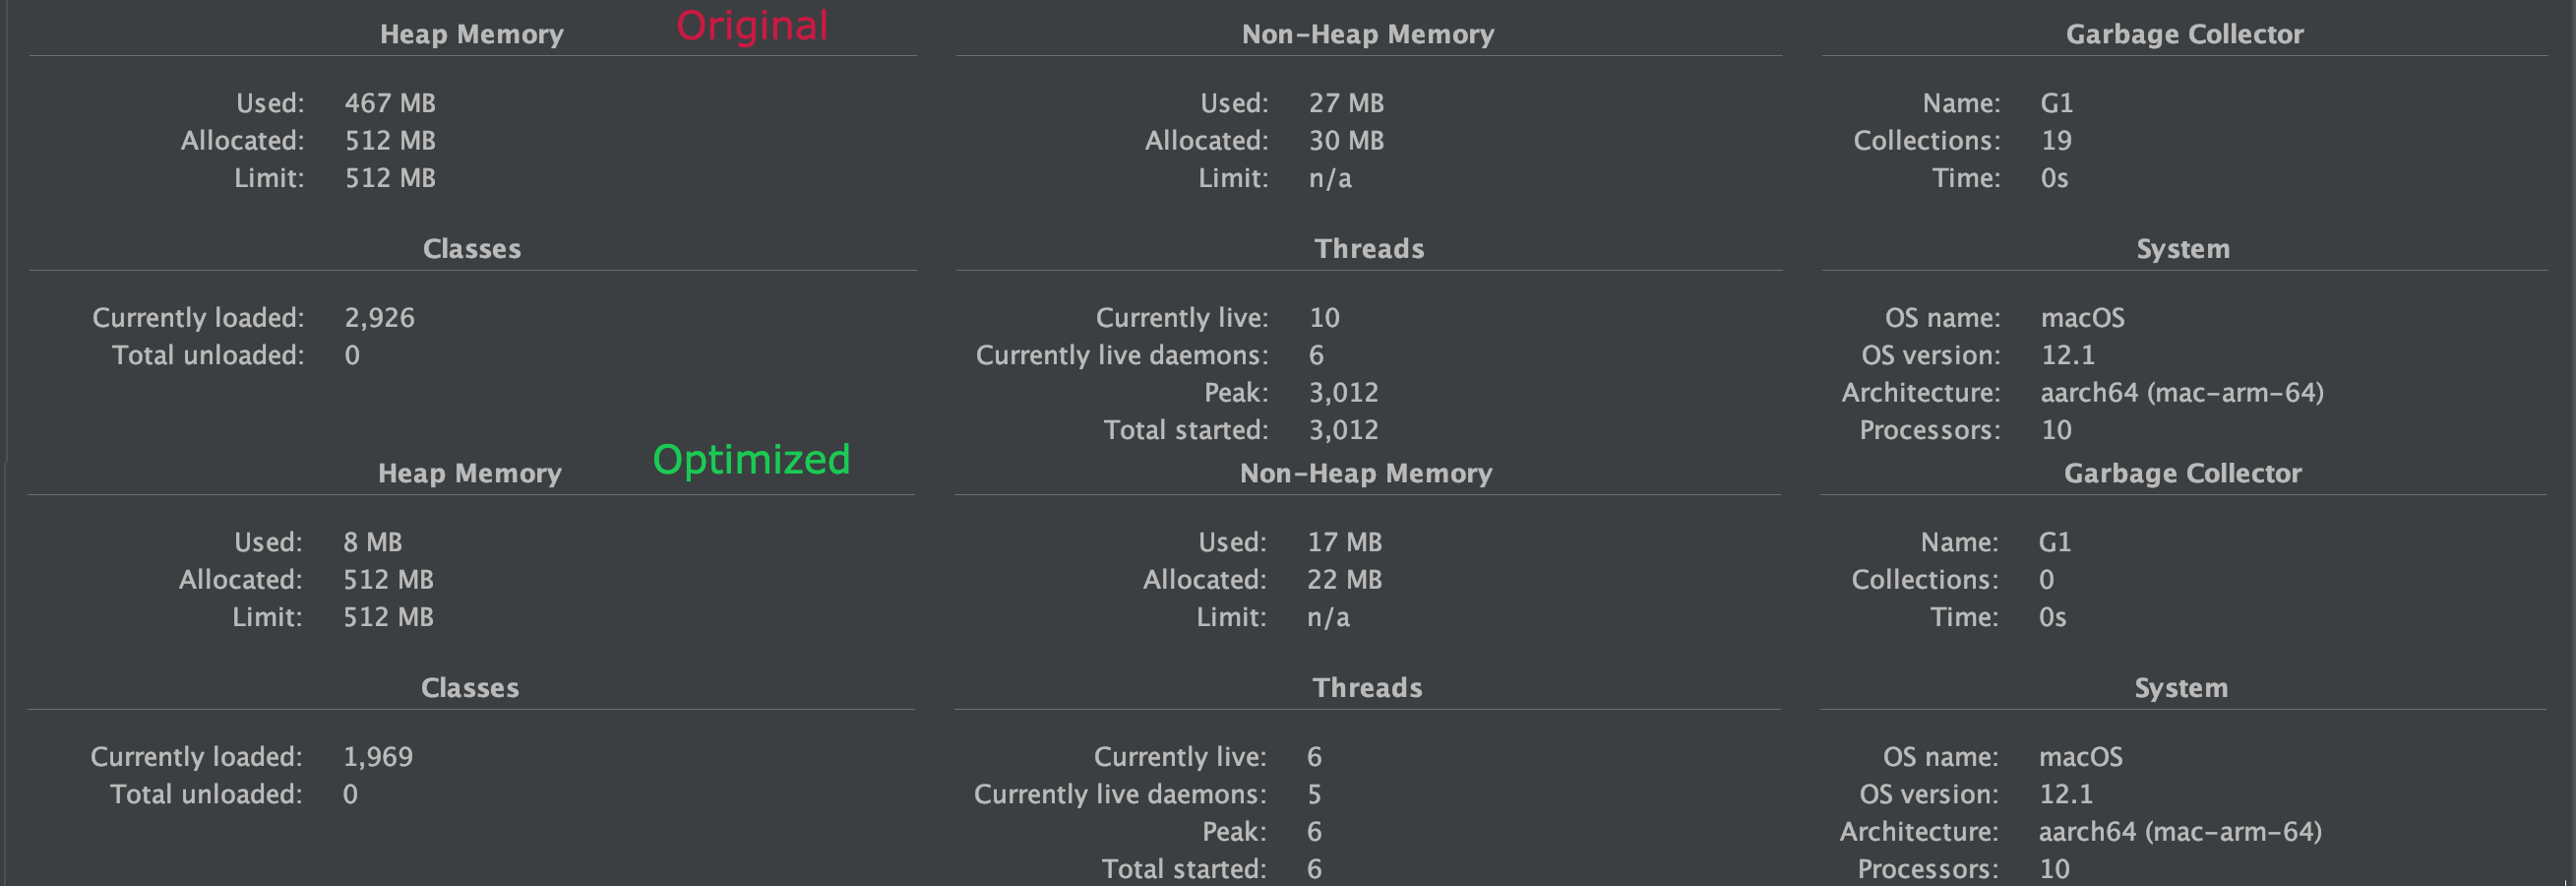 Original
Heap Memory Non-Heap Memory Garbage Collector
Used: 467 MB Used: 27 MB Name: G1
Allocated: 512 MB Allocated: 30 MB Collections: 19
Limit: 512 MB Limit: n/a Time: 0s
Classes Threads System
Currently loaded: 2,926 Currently live: 10 OS name: macOS
Total unloaded: 0 Currently live daemons: 6 OS version: 12.1
Peak: 3,012 Architecture: aarch64 (mac-arm-64)
Total started: 3,012 Processors: 10
Optimized
Heap Memory Non-Heap Memory Garbage Collector
Used: 8 MB Used: 17 MB Name: G1
Allocated: 512 MB Allocated: 22 MB Collections: 0
Limit: 512 MB Limit: n/a Time: 0s
Classes Threads System
Currently loaded: 1,969 Currently live: 6 OS name: macOS
Total unloaded: 0 Currently live daemons: 5 OS version: 12.1
Peak: 6 Architecture: aarch64 (mac-arm-64)
Total started: 6 Processors: 10